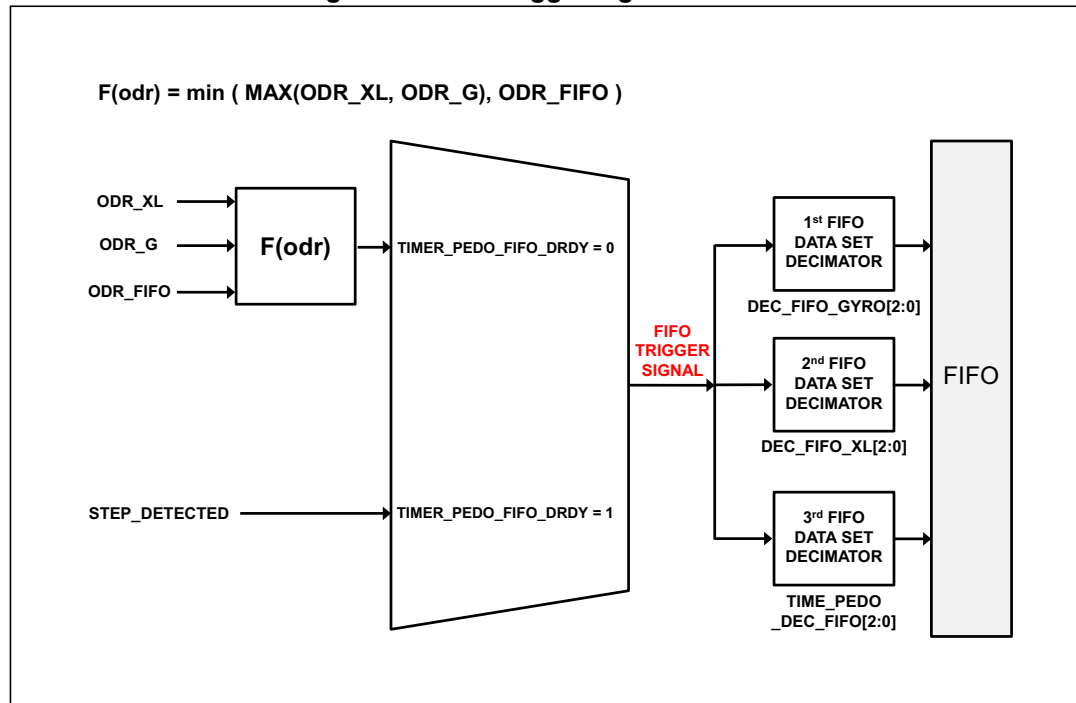 F(odr) = min ( MAX(ODR_XL, ODR_G), ODR_FIFO )
ODR_XL
ODR_G
ODR_FIFO
F(odr)
TIMER_PEDO_FIFO_DRDY = 0
STEP_DETECTED
TIMER_PEDO_FIFO_DRDY = 1
FIFO
TRIGGER
SIGNAL
1st FIFO
DATA SET
DECIMATOR
DEC_FIFO_GYRO[2:0]
2nd FIFO
DATA SET
DECIMATOR
DEC_FIFO_XL[2:0]
3rd FIFO
DATA SET
DECIMATOR
TIME_PEDO
_DEC_FIFO[2:0]
FIFO